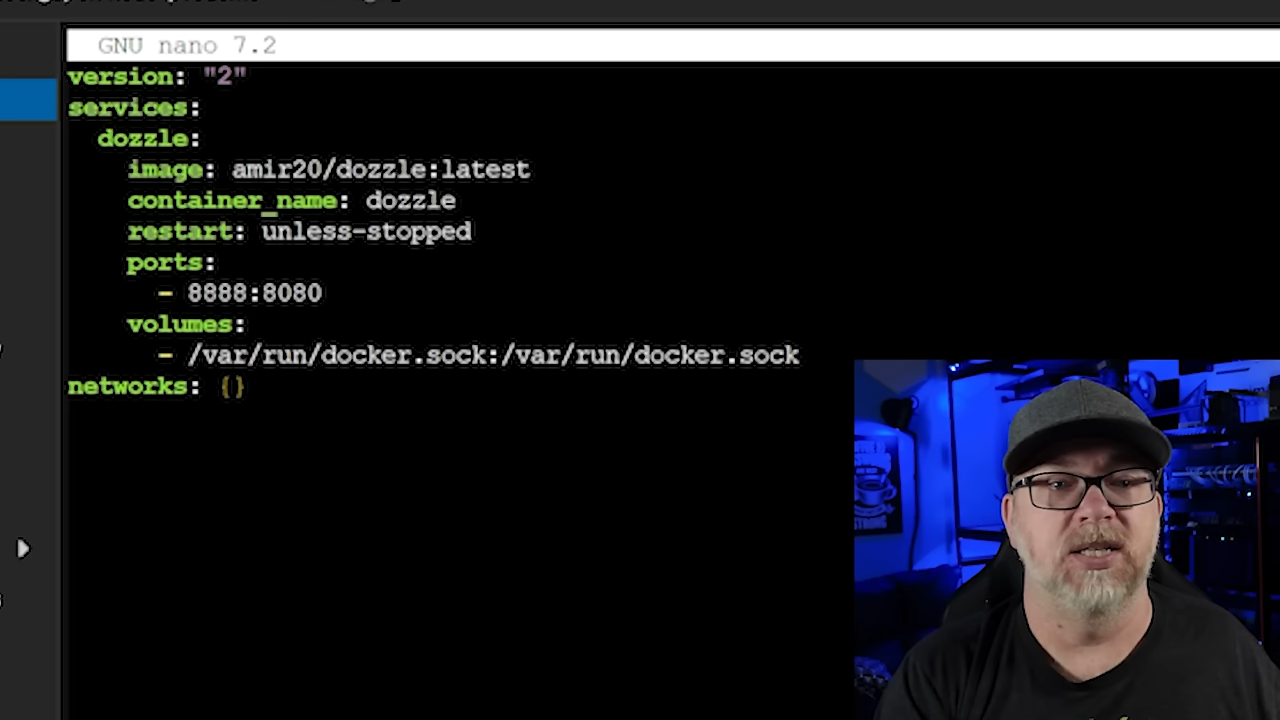 GNU nano 7.2
version: "2"
services:
  dozzle:
    image: amir20/dozzle:latest
    container_name: dozzle
    restart: unless-stopped
    ports:
      - 8888:8080
    volumes:
      - /var/run/docker.sock:/var/run/docker.sock
networks: {}